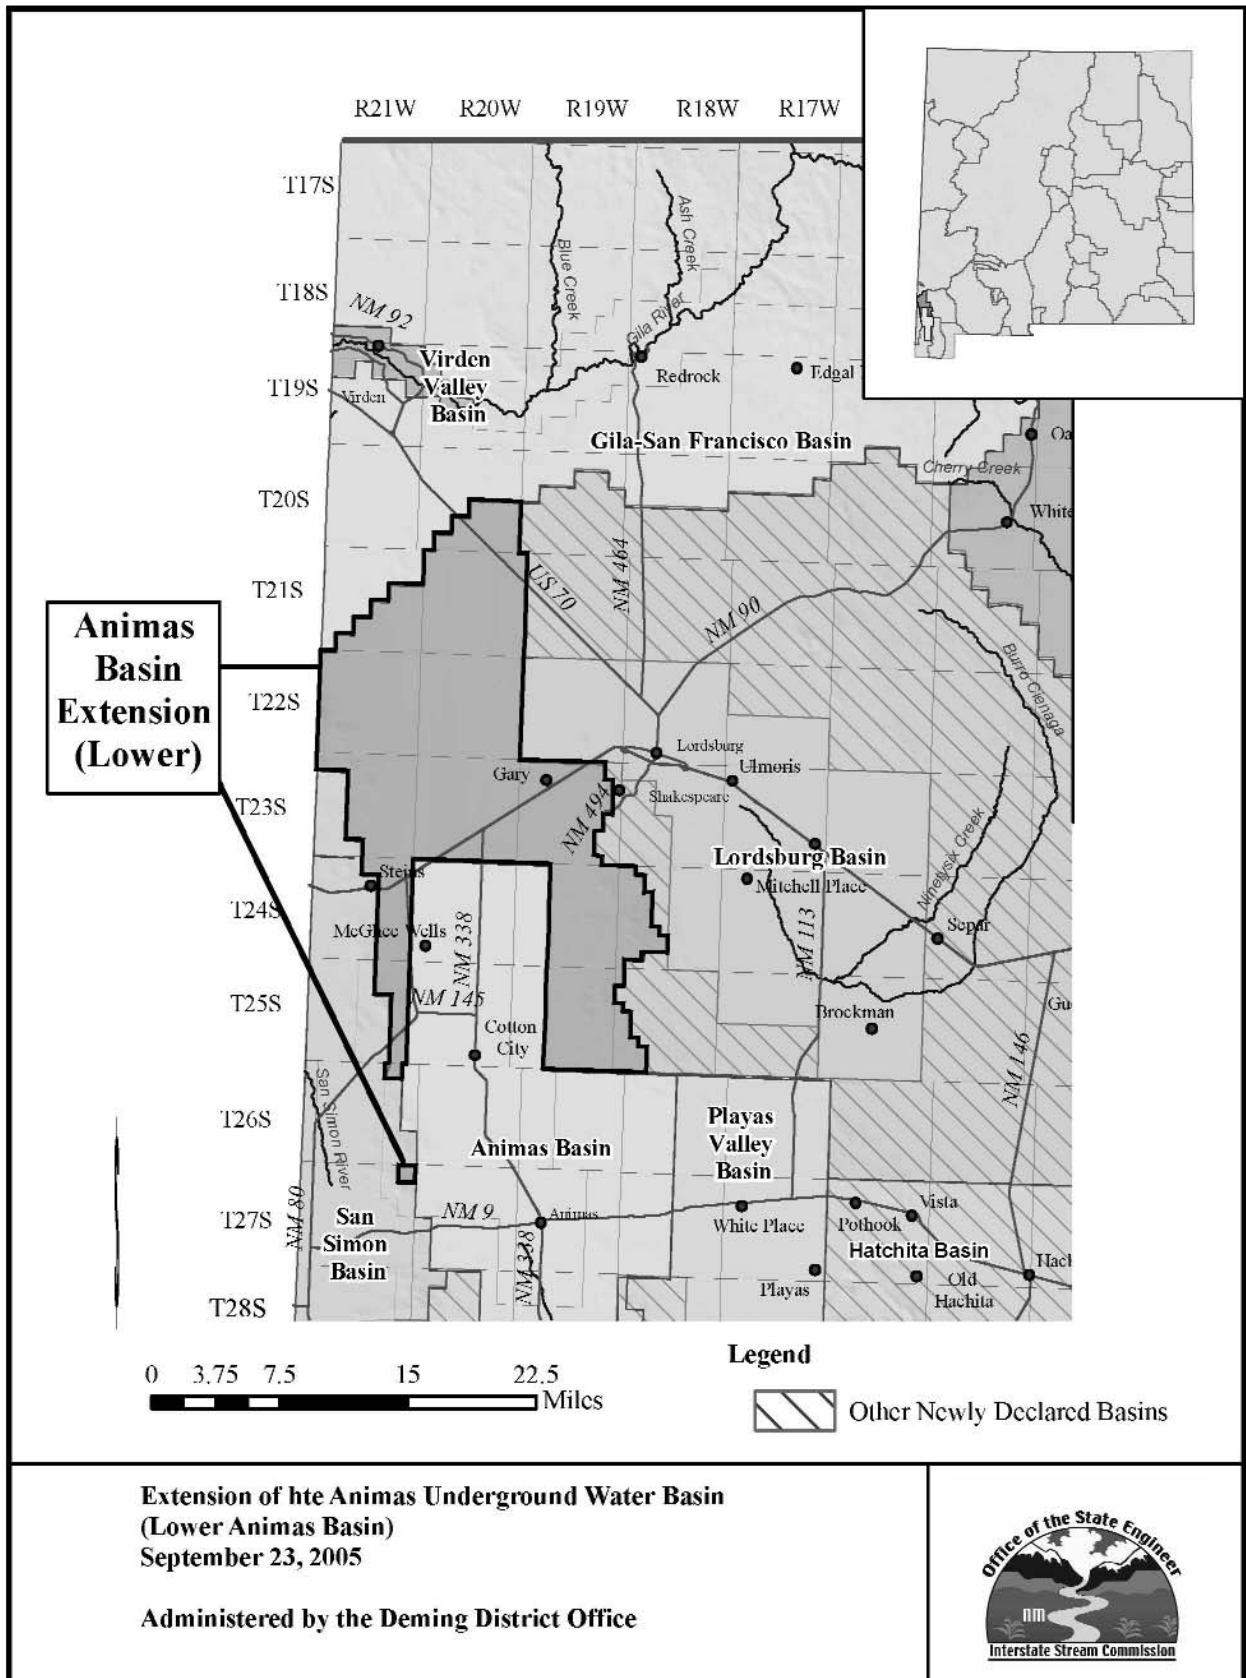 R21W R20W R19W R18W R17W
T17S
T18S
T19S
T20S
T21S
T22S
T23S
T24S
T25S
T26S
T27S
T28S
NM 92
Blue Creek
Ash Creek
Gila River
Virden
Valley
Basin
Virden
Redrock
Edgal
Gila-San Francisco Basin
Oa
Cherry Creek
White
US 70
NM 464
NM 90
Burro Cienaga
Animas
Basin
Extension
(Lower)
Lordsburg
Gary
Ulmoris
Shakespeare
NM 494
Lordsburg Basin
Mitchell Place
Ninetysix Creek
Steins
McGhee Wells
NM 338
NM 113
Separ
NM 145
Cotton
City
Brockman
Gu
NM 146
San Simon River
Playas
Valley
Basin
Animas Basin
NM 80
NM 9
Animas
White Place
Vista
Pothook
San
Simon
Basin
NM 338
Hatchita Basin
Hach
Playas
Old
Hachita
Legend
Other Newly Declared Basins
0 3.75 7.5 15 22.5
Miles
Extension of hte Animas Underground Water Basin
(Lower Animas Basin)
September 23, 2005
Administered by the Deming District Office
Office of the State Engineer
nm
Interstate Stream Commission